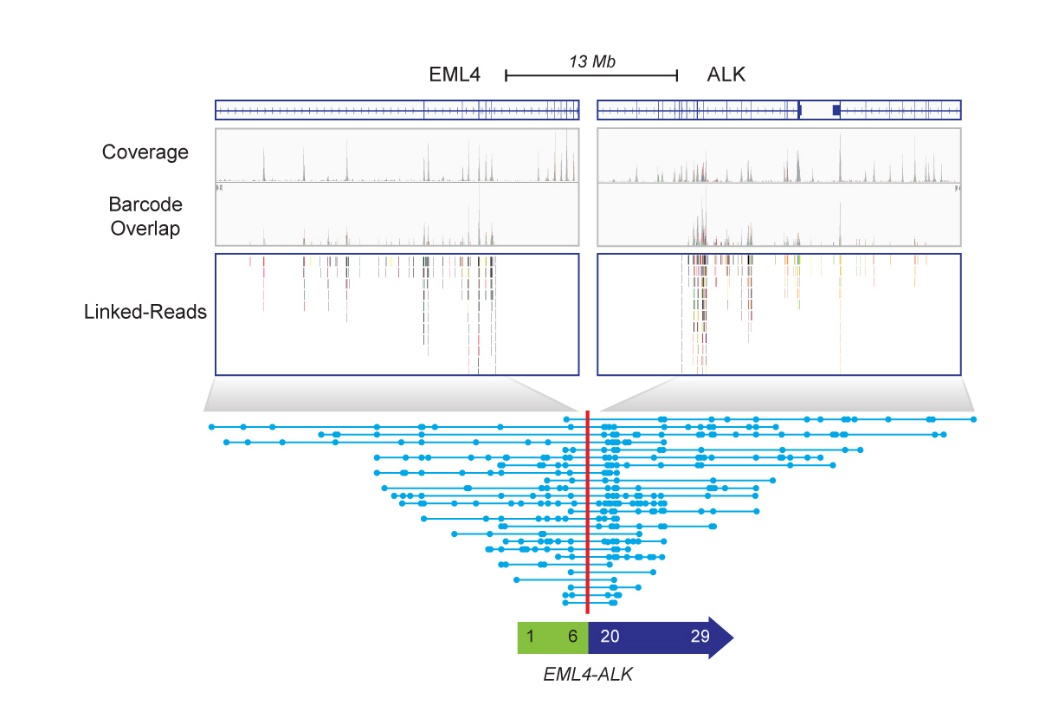 13 Mb
EML4
ALK
Coverage
Barcode
Overlap
Linked-Reads
1 6 20 29
EML4-ALK